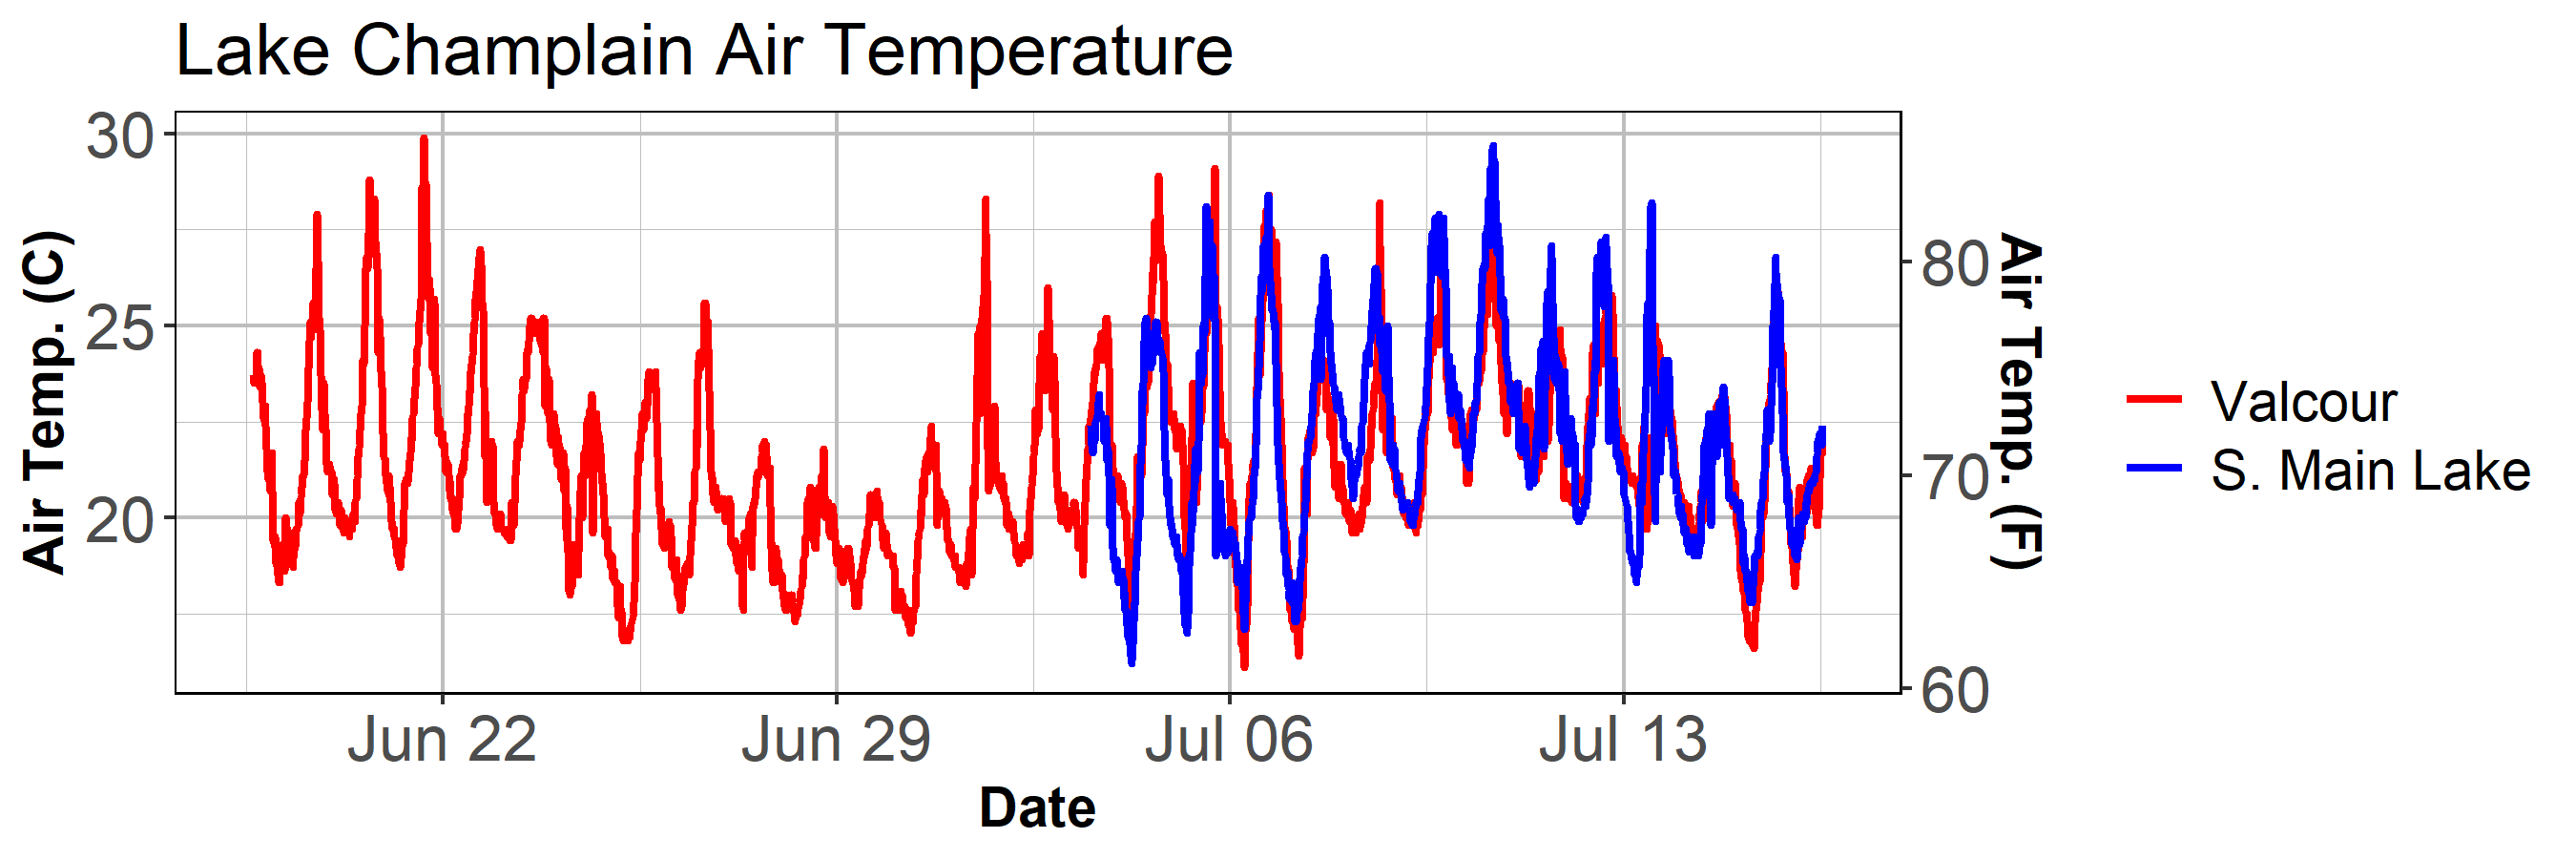 Lake Champlain Air Temperature
30
25
20
Air Temp. (C)
80
70
60
Air Temp. (F)
Jun 22 Jun 29 Jul 06 Jul 13
Date
Valcour
S. Main Lake